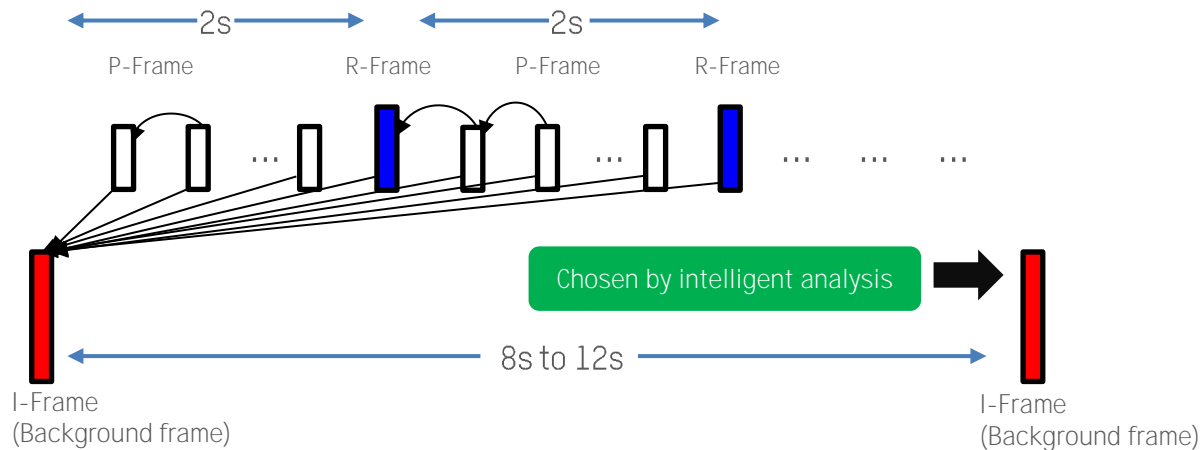 2s
2s
P-Frame
R-Frame
P-Frame
R-Frame
...
...
...
...
...
Chosen by intelligent analysis
8s to 12s
I-Frame
(Background frame)
I-Frame
(Background frame)